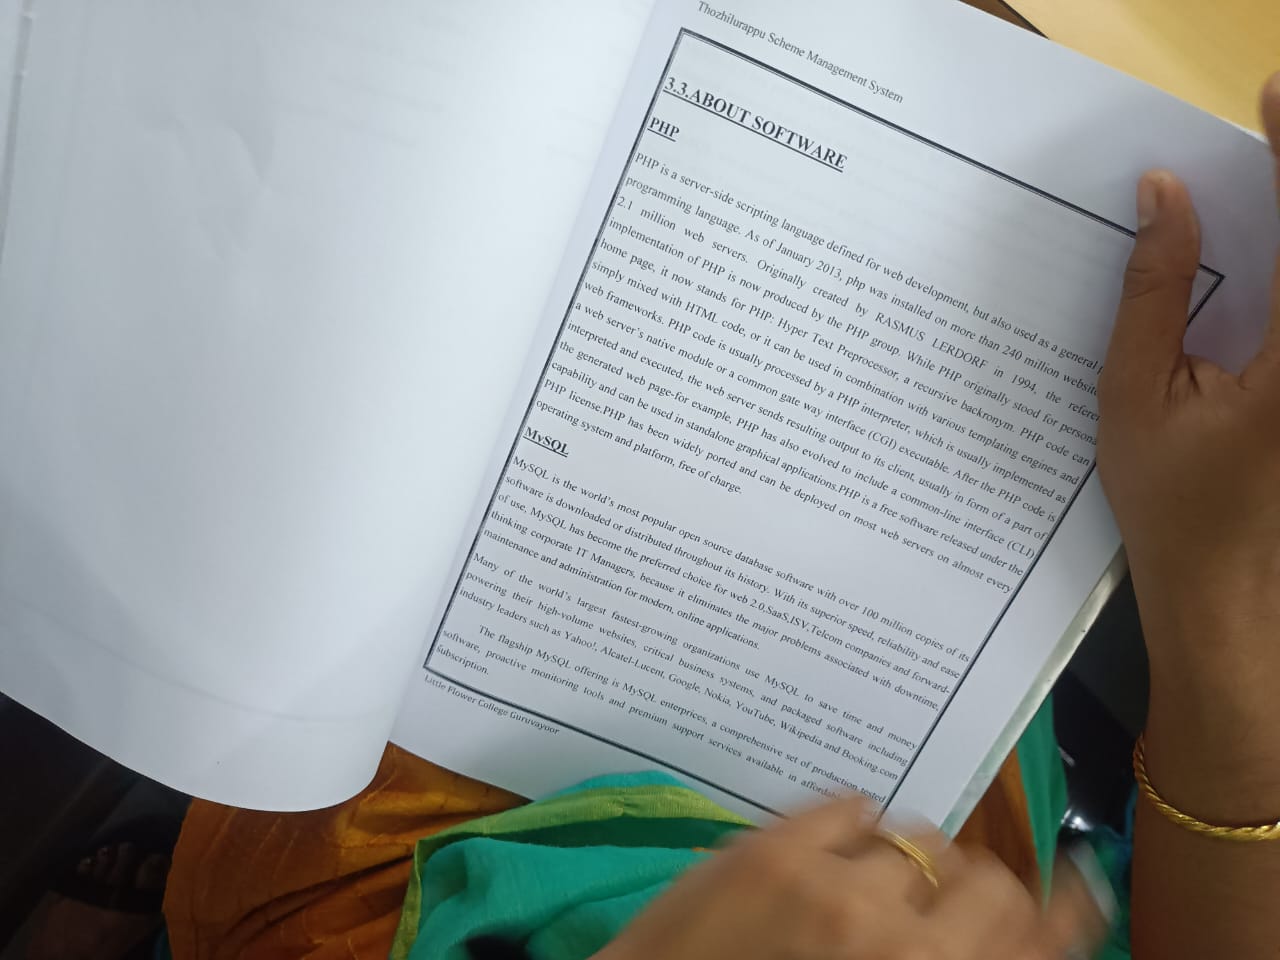 Thozhilurappu Scheme Management System
3.3.ABOUT SOFTWARE
PHP
PHP is a server-side scripting language defined for web development, but also used as a general
programming language. As of January 2013, php was installed on more than 240 million
2.1 million web servers. Originally created by RASMUS LERDORF in 1994, the
implementation of PHP is now produced by the PHP group. While PHP originally stood for
home page, it now stands for PHP: Hyper Text Preprocessor, a recursive backronym. PHP code can
simply mixed with HTML code, or it can be used in combination with various templating engines and
web frameworks. PHP code is usually processed by a PHP interpreter, which is usually implemented as
a web server's native module or a common gate way interface (CGI) executable. After the PHP code is
interpreted and executed, the web server sends resulting output to its client, usually in form of a part of
the generated web page-for example, PHP has also evolved to include a common-line interface (CLI)
capability and can be used in standalone graphical applications.PHP is a free software released under the
PHP license.PHP has been widely ported and can be deployed on most web servers on almost every
operating system and platform, free of charge.
MySQL
MySQL is the world's most popular open source database software with over 100 million copies of its
software is downloaded or distributed throughout its history. With its superior speed, reliability and ease
of use, MySQL has become the preferred choice for web 2.0,SaaS,ISV,Telcom companies and forward-
thinking corporate IT Managers, because it eliminates the major problems associated with downtime,
maintenance and administration for modern, online applications.
Many of the world's largest fastest-growing organizations use MySQL to save time and money
powering their high-volume websites, critical business systems, and packaged software including
industry leaders such as Yahoo!, Alcatel-Lucent, Google, Nokia, YouTube, Wikipedia and Booking.com
The flagship MySQL offering is MySQL enterprices, a comprehensive set of production-tested
software, proactive monitoring tools and premium support services available in
subscription.
Little Flower College Guruvayoor